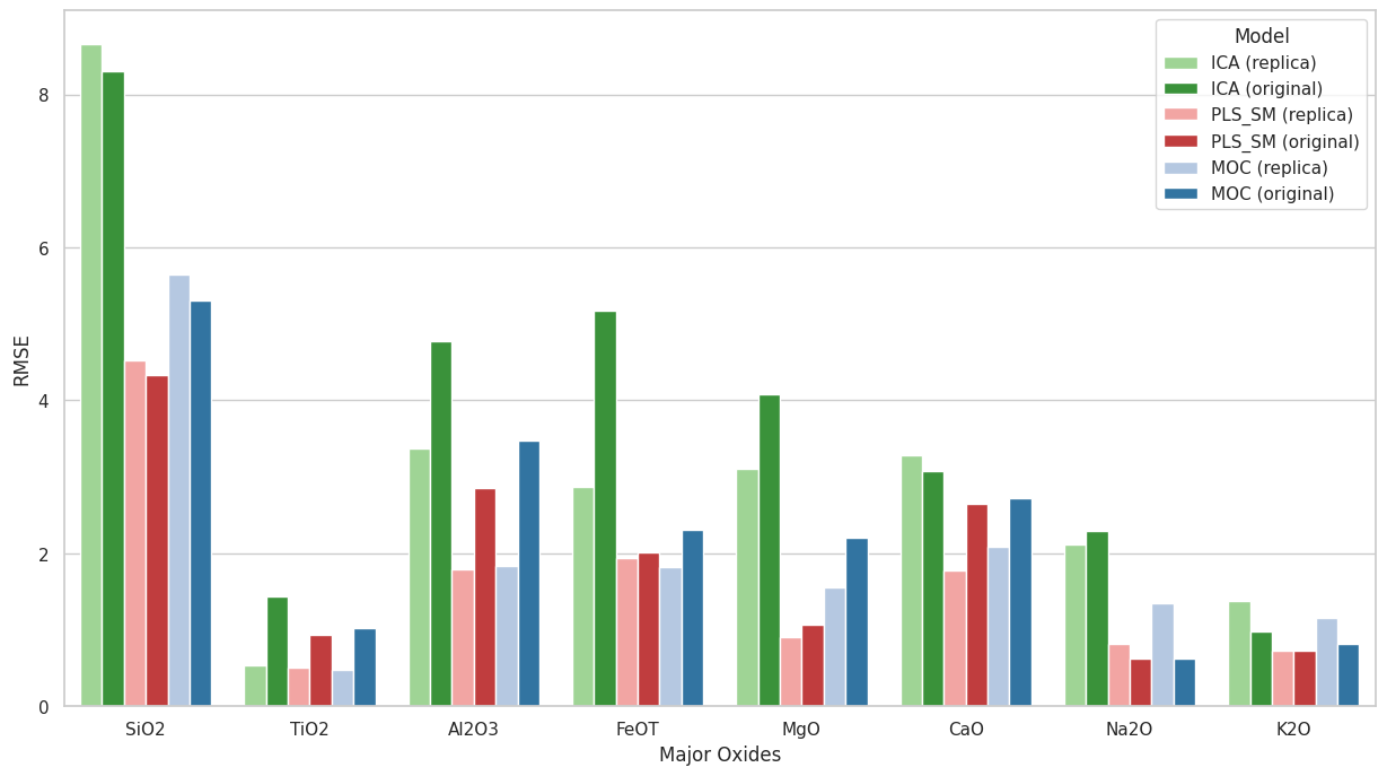 Model
ICA (replica)
ICA (original)
PLS_SM (replica)
PLS_SM (original)
MOC (replica)
MOC (original)
RMSE
8
6
4
2
0
SiO2 TiO2 Al2O3 FeOT MgO CaO Na2O K2O
Major Oxides